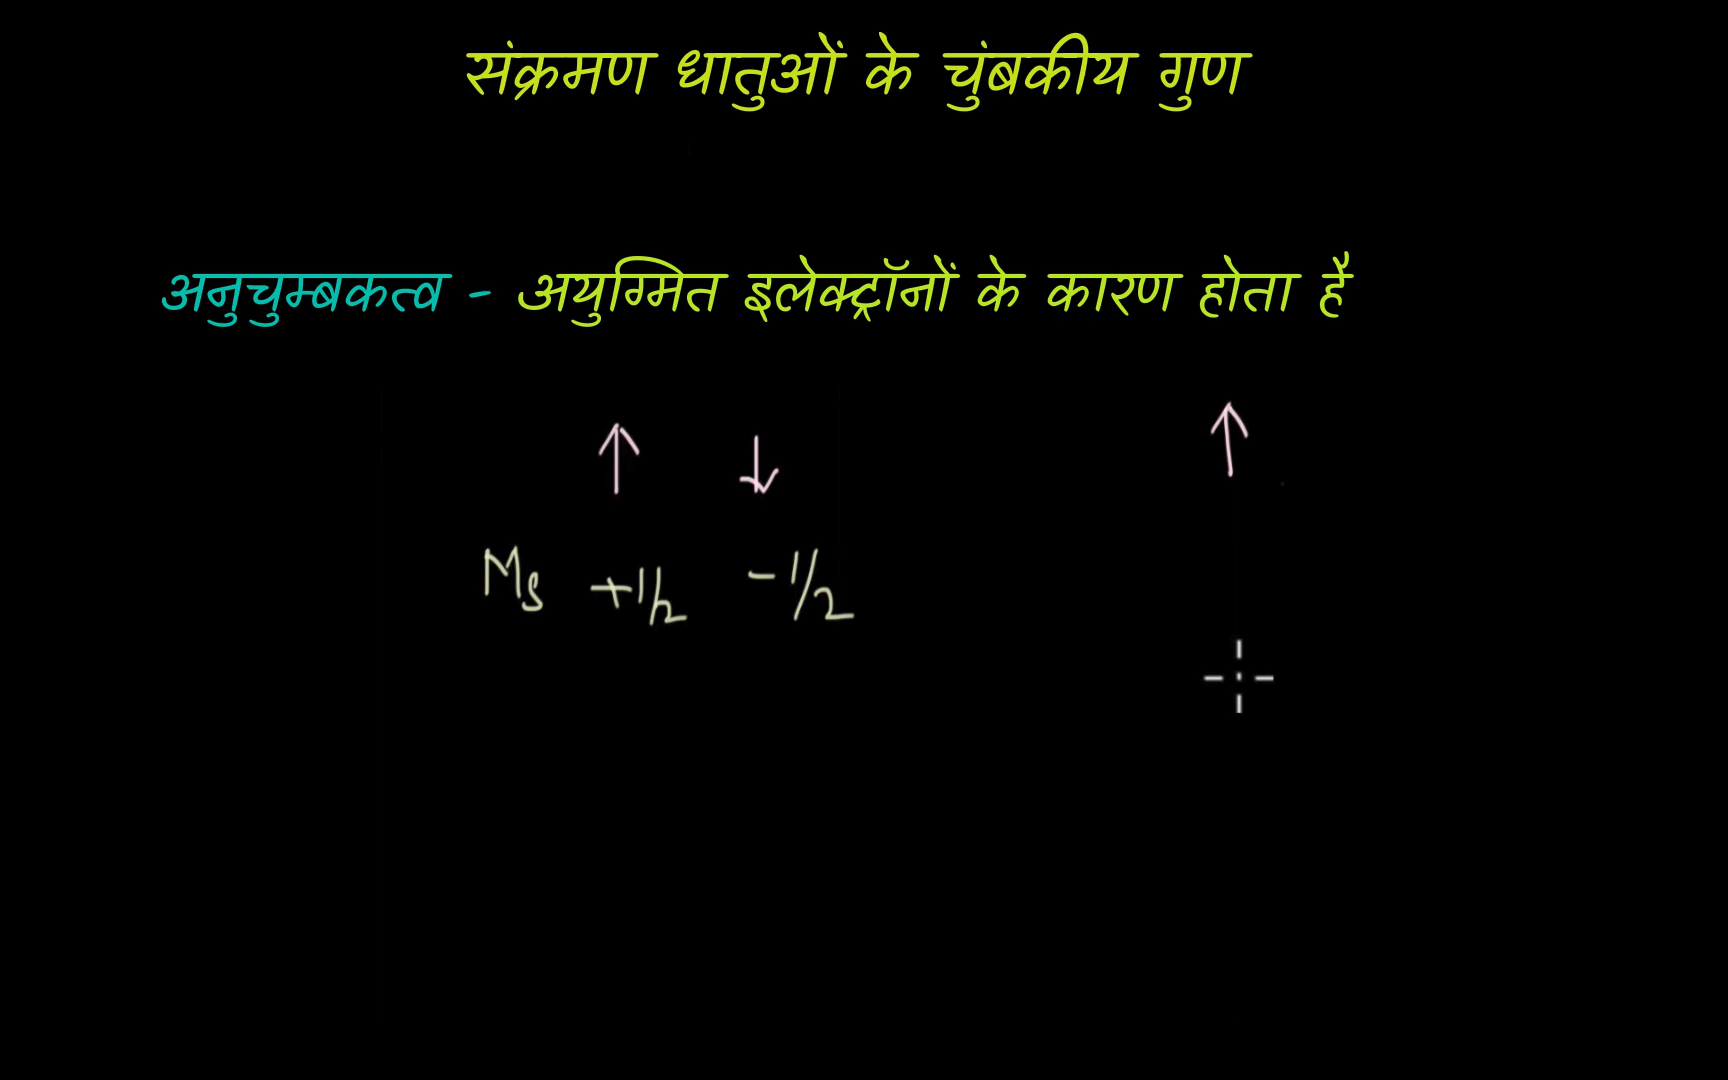 संक्रमण धातुओं के चुंबकीय गुण
अनुचुम्बकत्व - अयुग्मित इलेक्ट्रॉनों के कारण होता है
↑ ↓ ↑
Ms +1/2 -1/2